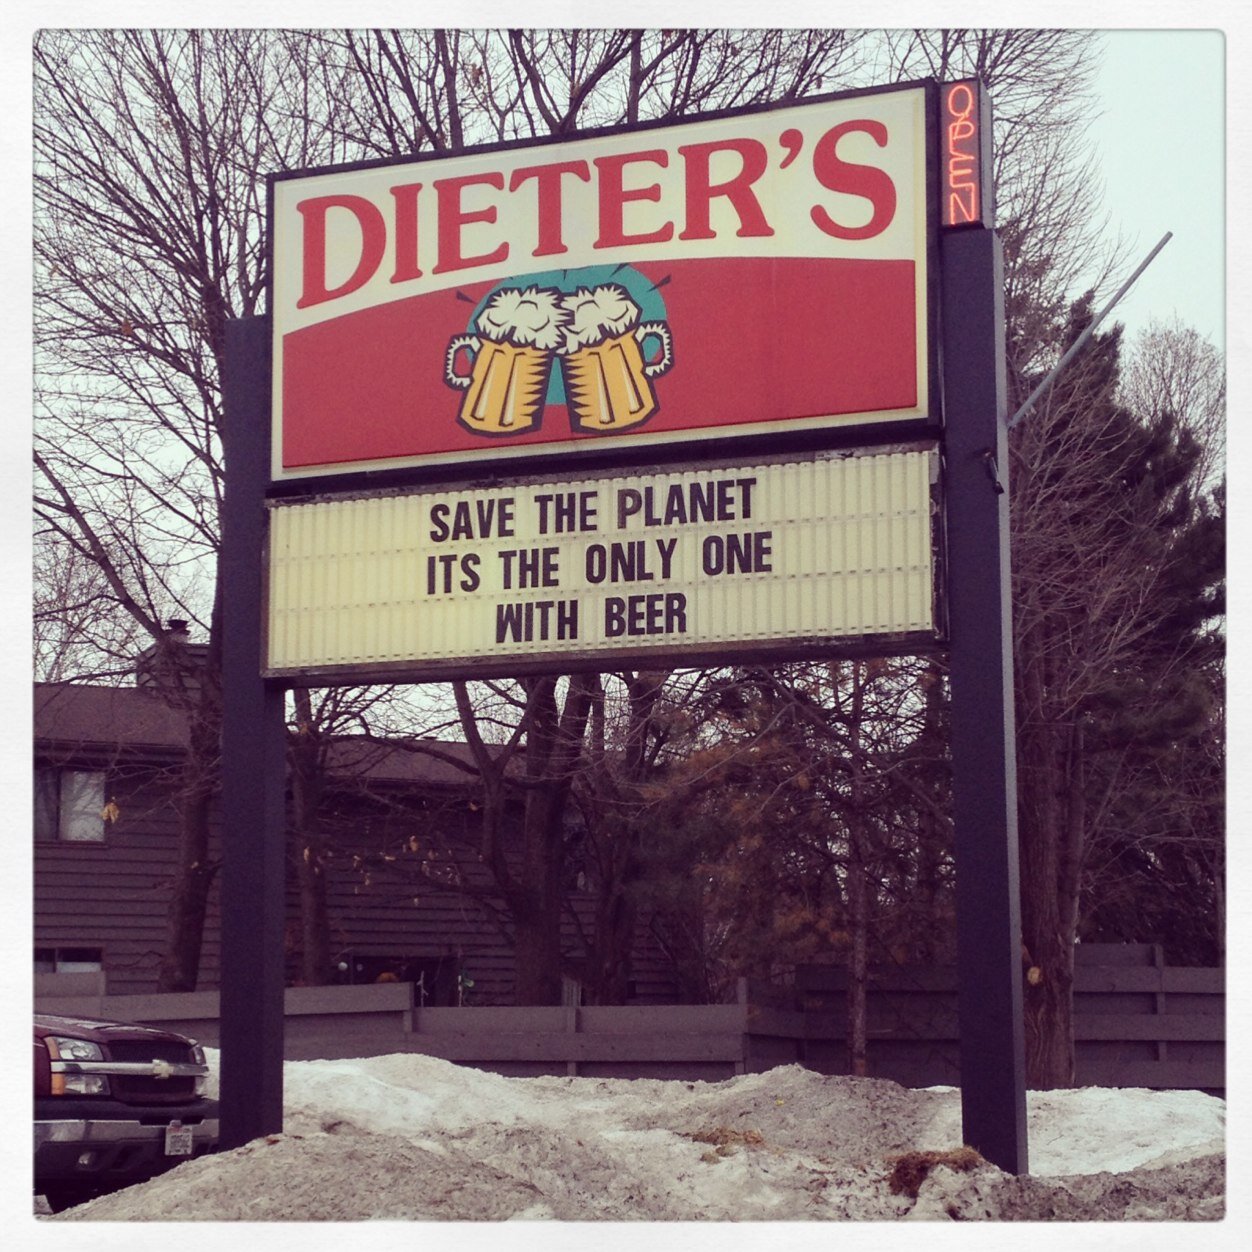 DIETER'S
OPEN
SAVE THE PLANET
ITS THE ONLY ONE
WITH BEER